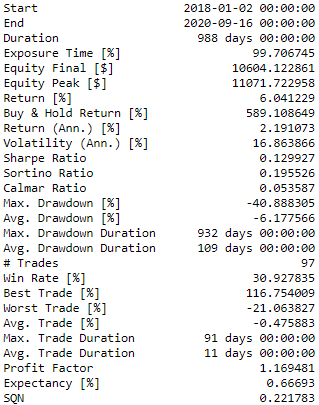 Start 2018-01-02 00:00:00
End 2020-09-16 00:00:00
Duration 988 days 00:00:00
Exposure Time [%] 99.706745
Equity Final [$] 10604.122861
Equity Peak [$] 11071.722958
Return [%] 6.041229
Buy & Hold Return [%] 589.108649
Return (Ann.) [%] 2.191073
Volatility (Ann.) [%] 16.863866
Sharpe Ratio 0.129927
Sortino Ratio 0.195526
Calmar Ratio 0.053587
Max. Drawdown [%] -40.888305
Avg. Drawdown [%] -6.177566
Max. Drawdown Duration 932 days 00:00:00
Avg. Drawdown Duration 109 days 00:00:00
# Trades 97
Win Rate [%] 30.927835
Best Trade [%] 116.754009
Worst Trade [%] -21.063827
Avg. Trade [%] -0.475883
Max. Trade Duration 91 days 00:00:00
Avg. Trade Duration 11 days 00:00:00
Profit Factor 1.169481
Expectancy [%] 0.66693
SQN 0.221783